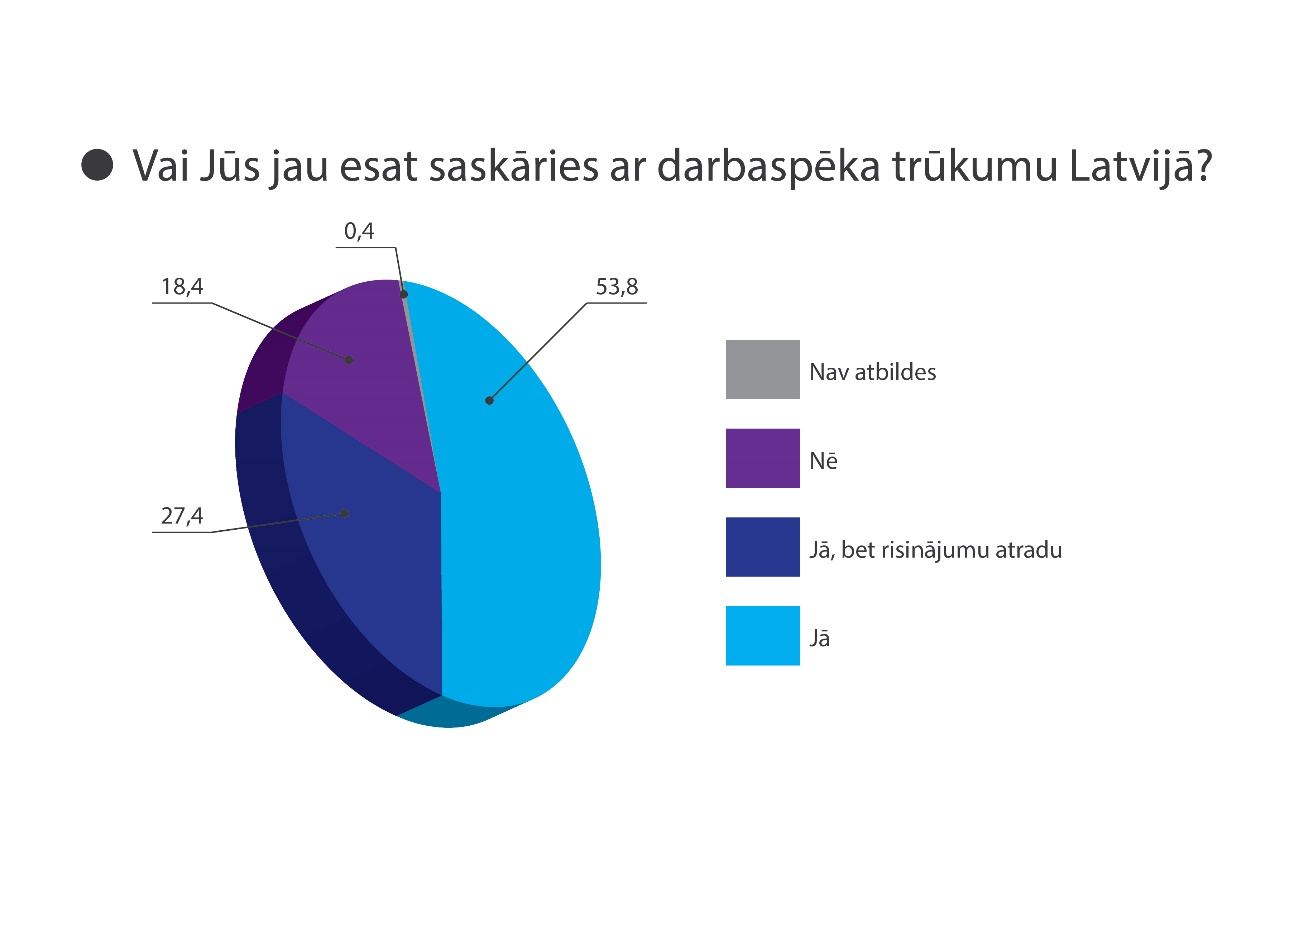 Vai Jūs jau esat saskāries ar darbaspēka trūkumu Latvijā?
0,4
18,4
53,8
27,4
Nav atbildes
Nē
Jā, bet risinājumu atradu
Jā